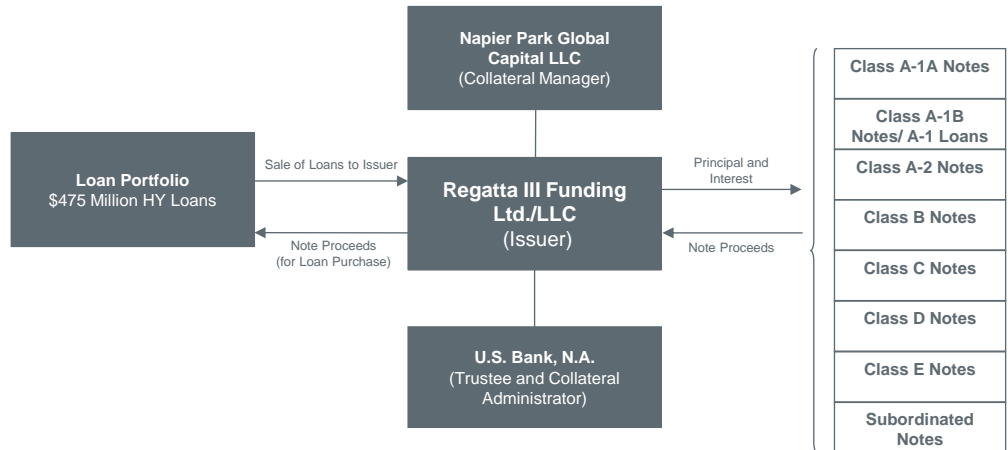 Napier Park Global
Capital LLC
(Collateral Manager)
Loan Portfolio
$475 Million HY Loans
Sale of Loans to Issuer
Note Proceeds
(for Loan Purchase)
Regatta III Funding
Ltd./LLC
(Issuer)
Principal and
Interest
Note Proceeds
U.S. Bank, N.A.
(Trustee and Collateral
Administrator)
Class A-1A Notes
Class A-1B
Notes/ A-1 Loans
Class A-2 Notes
Class B Notes
Class C Notes
Class D Notes
Class E Notes
Subordinated
Notes